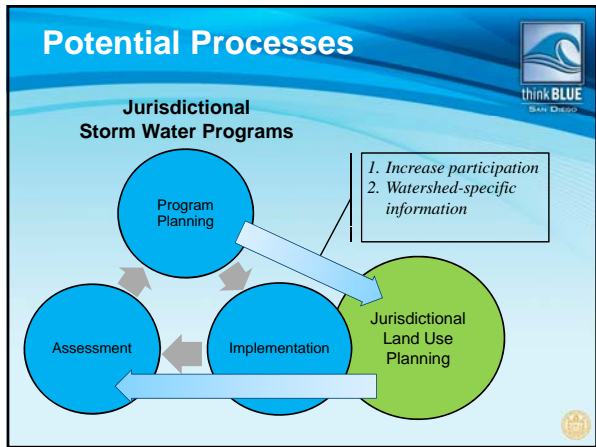 Potential Processes
think BLUE
SAN DIEGO
Jurisdictional
Storm Water Programs
1. Increase participation
2. Watershed-specific
information
Program
Planning
Jurisdictional
Land Use
Planning
Assessment
Implementation